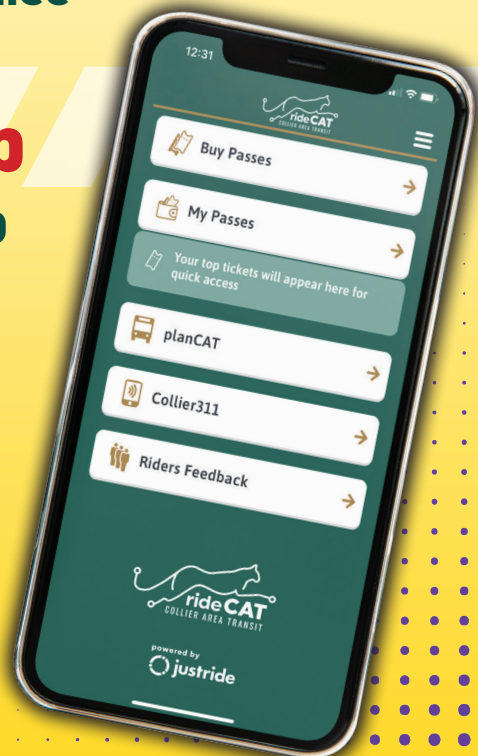 12:31
rideCAT
COLLIER AREA TRANSIT
Buy Passes
My Passes
Your top tickets will appear here for
quick access
planCAT
Collier311
Riders Feedback
rideCAT
COLLIER AREA TRANSIT
powered by
justride